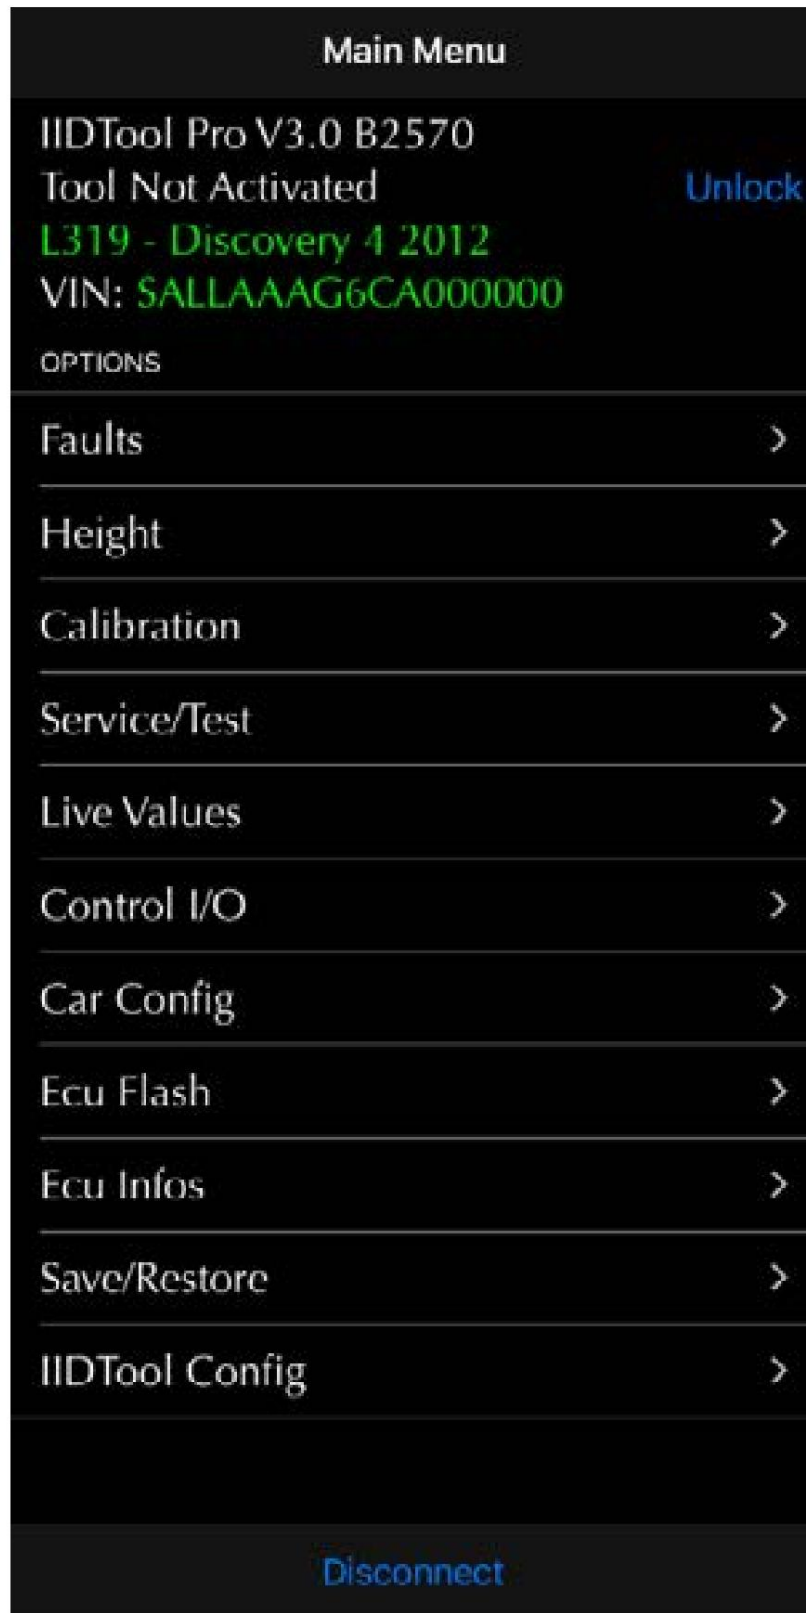 Main Menu
IIDTool Pro V3.0 B2570
Tool Not Activated Unlock
L319 - Discovery 4 2012
VIN: SALLAAAG6CA000000
OPTIONS
Faults
Height
Calibration
Service/Test
Live Values
Control I/O
Car Config
Ecu Flash
Ecu Infos
Save/Restore
IIDTool Config
Disconnect